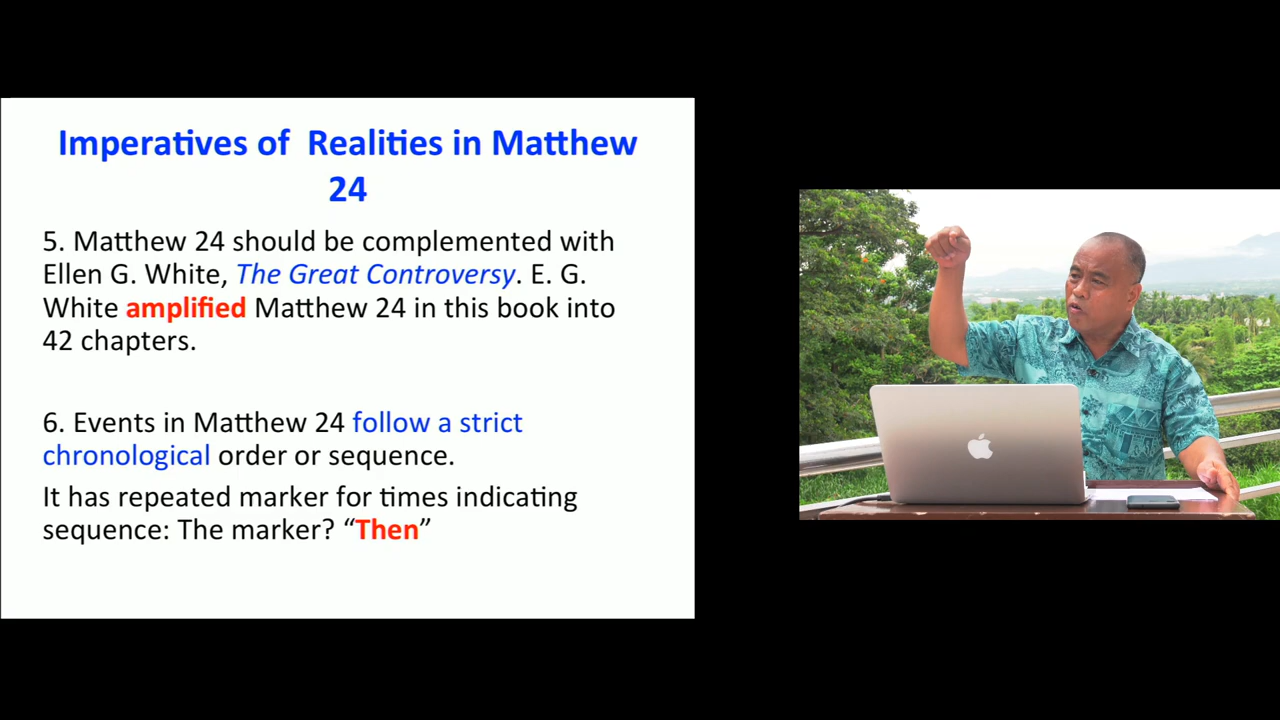 Imperatives of  Realities in Matthew
24
5. Matthew 24 should be complemented with
Ellen G. White, The Great Controversy. E. G.
White amplified Matthew 24 in this book into
42 chapters.
6. Events in Matthew 24 follow a strict
chronological order or sequence.
It has repeated marker for times indicating
sequence: The marker? “Then”